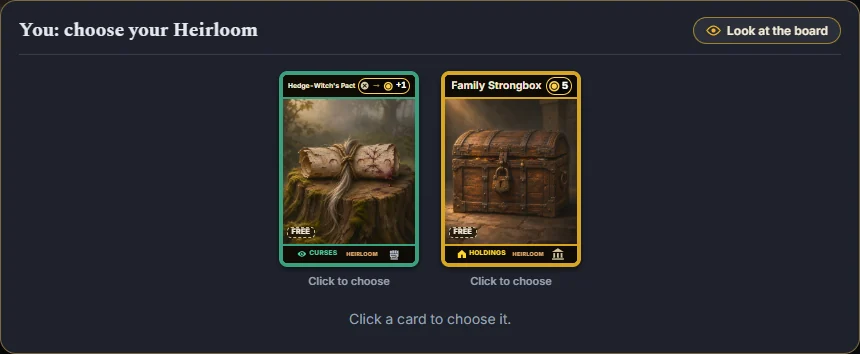 You: choose your Heirloom
Look at the board
Hedge-Witch's Pact → +1
Family Strongbox 5
FREE
FREE
CURSES HEIRLOOM
HOLDINGS HEIRLOOM
Click to choose
Click to choose
Click a card to choose it.